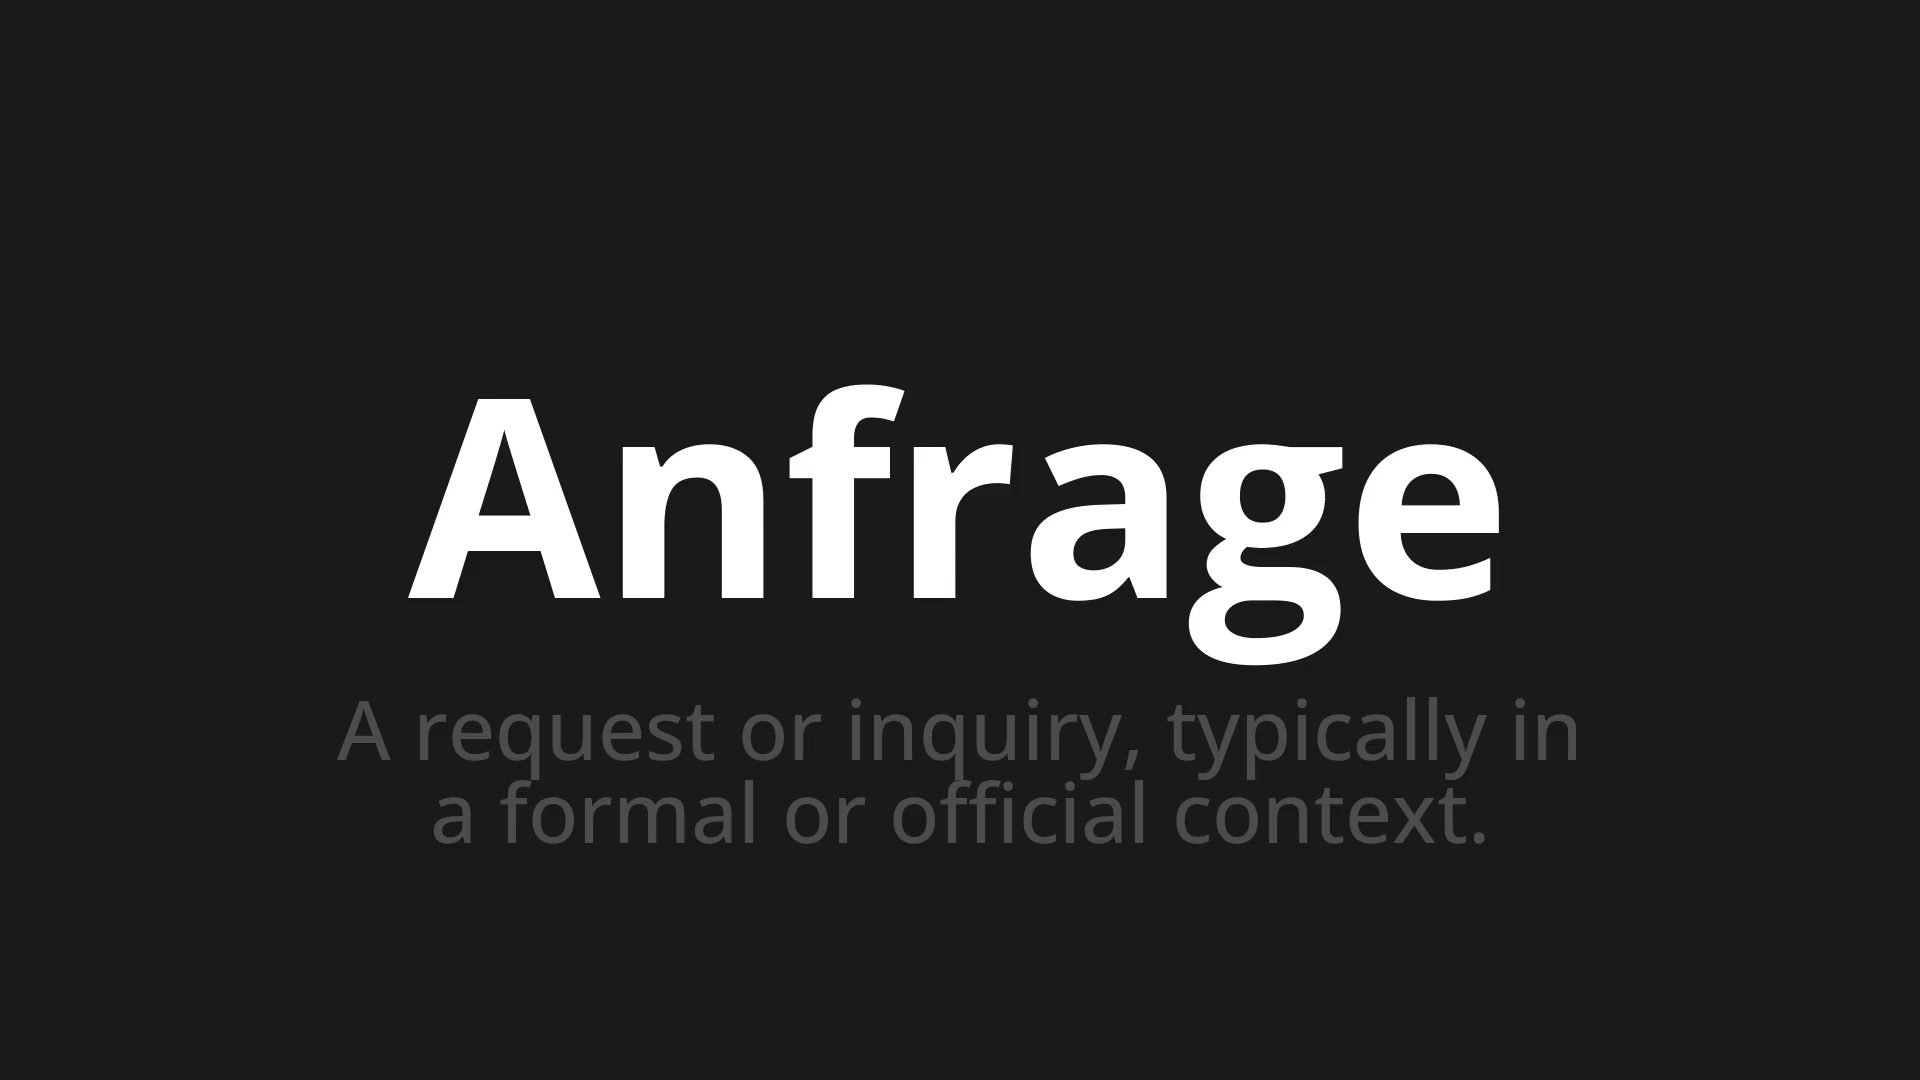 Anfrage
A request or inquiry, typically in
a formal or official context.